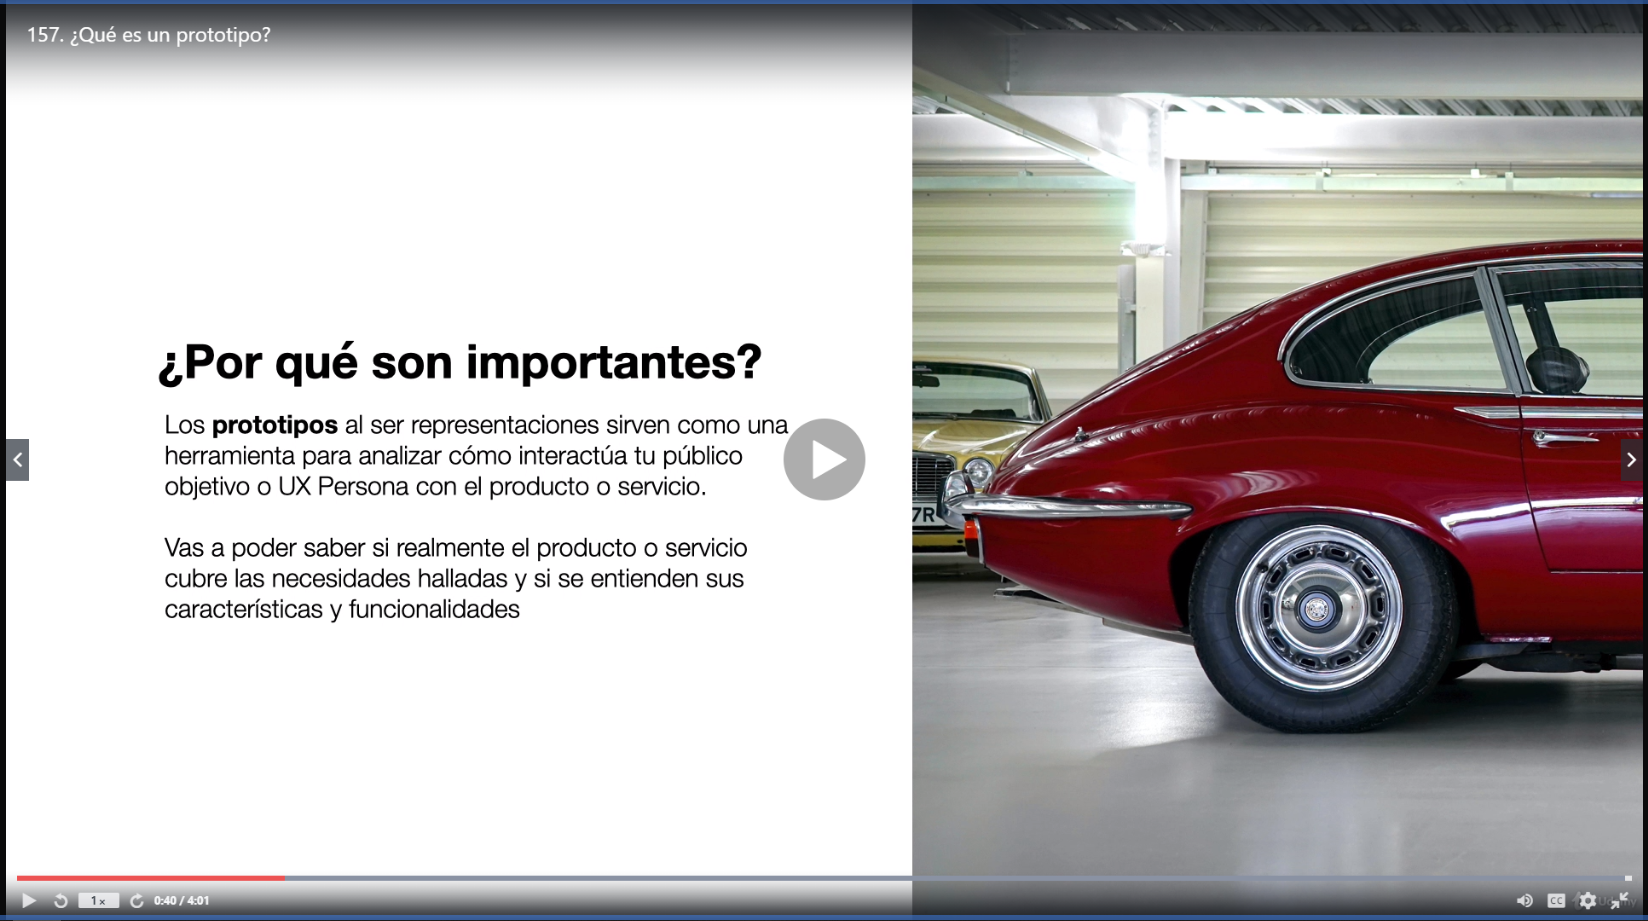 157. ¿Qué es un prototipo?
¿Por qué son importantes?
Los prototipos al ser representaciones sirven como una
herramienta para analizar cómo interactúa tu público
objetivo o UX Persona con el producto o servicio.
Vas a poder saber si realmente el producto o servicio
cubre las necesidades halladas y si se entienden sus
características y funcionalidades
7R
1x
0:40 / 4:01
CC